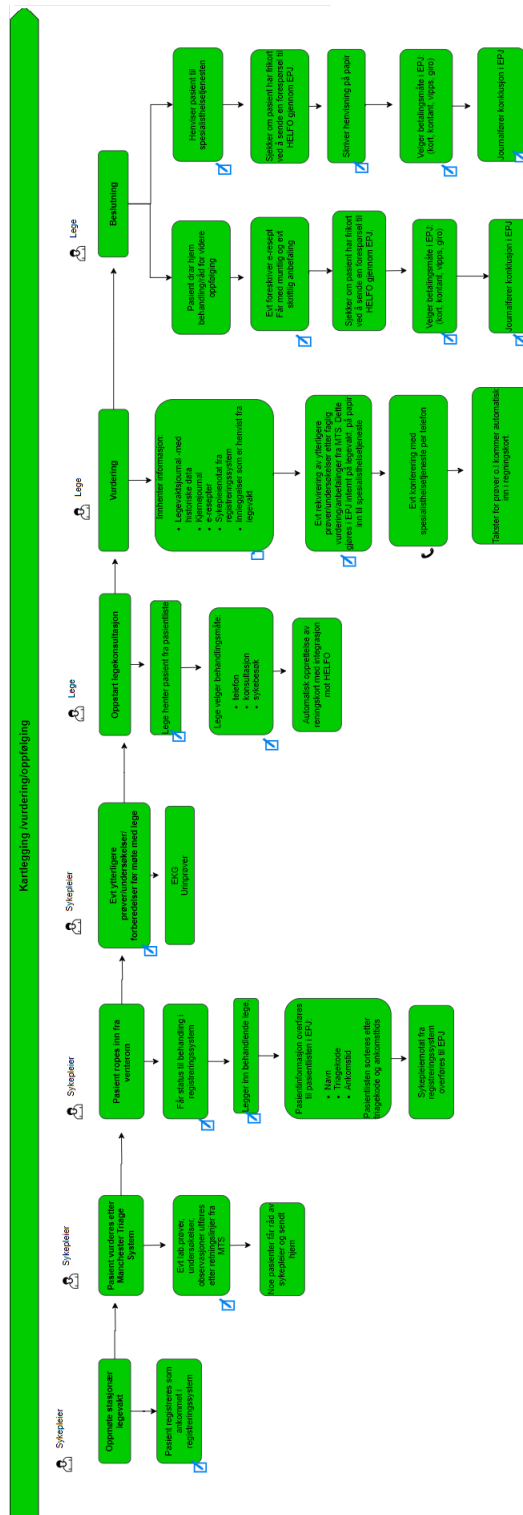 Kartlegging /vurdering/oppfølging
Sykepleier
Oppmøte stasjonær
legevakt
Pasient registreres som
ankommet i
registreringssystem
Sykepleier
Pasient vurderes etter
Manchester Triage
System
Evt lab prøver,
undersøkelser,
observasjoner utføres
etter retningslinjer fra
MTS
Noe pasienter får råd av
sykepleier og sendt
hjem
Sykepleier
Pasient ropes inn fra
venterom
Får status til behandling i
registreringssystem
Legger inn behandlende lege.
Pasientinformasjon overføres
til pasientlisten i EPJ:
• Navn
• Triagekode
• Ankomstid
Pasientlisten sorteres etter
triagekode og ankomstids
Sykepleiernotat fra
registreringssystem
overføres til EPJ
Sykepleier
Evt ytterligere
prøver/undersøkelser/
forberedelser før møte med lege
EKG
Urinprøver
Lege
Oppstart legekonsultasjon
Lege henter pasient fra pasientliste
Lege velger behandlingsmåte
• telefon
• konsultasjon
• sykebesøk
Automatisk opprettelse av
regningskort med integrasjon
mot HELFO
Lege
Vurdering
Innhenter informasjon:
• Legevaktsjournal -med
historiske data
• Kjernejournal
• e-resepter
• Sykepleienotat fra
registreringssystem
• Innleggelser som er henvist fra
legevakt
Evt rekvirering av ytterligere
prøver/undersøkelser etter faglig
vurdering/anbefalinger fra MTS. Dette
gjøres i EPJ internt på legevakt, på papir
inn til spesialisthelsetjeneste
Evt konferering med
spesialisthelsetjeneste per telefon
Takster for prøver o.l kommer automatisk
inn i regningskort.
Lege
Beslutning
Pasient drar hjem
behandling/råd for videre
oppfølging
Evt foreskriver e-resept
Får med muntlig og evt
skriftlig anbefaling
Sjekker om pasient har frikort
ved å sende en forespørsel til
HELFO gjennom EPJ.
Velger betalingsmåte i EPJ:
(kort, kontant, vipps, giro)
Journalfører konklusjon i EPJ
Henviser pasient til
spesialisthelsetjenesten
Sjekker om pasient har frikort
ved å sende en forespørsel til
HELFO gjennom EPJ.
Skriver henvisning på papir
Velger betalingsmåte i EPJ:
(kort, kontant, vipps, giro)
Journalfører konklusjon i EPJ